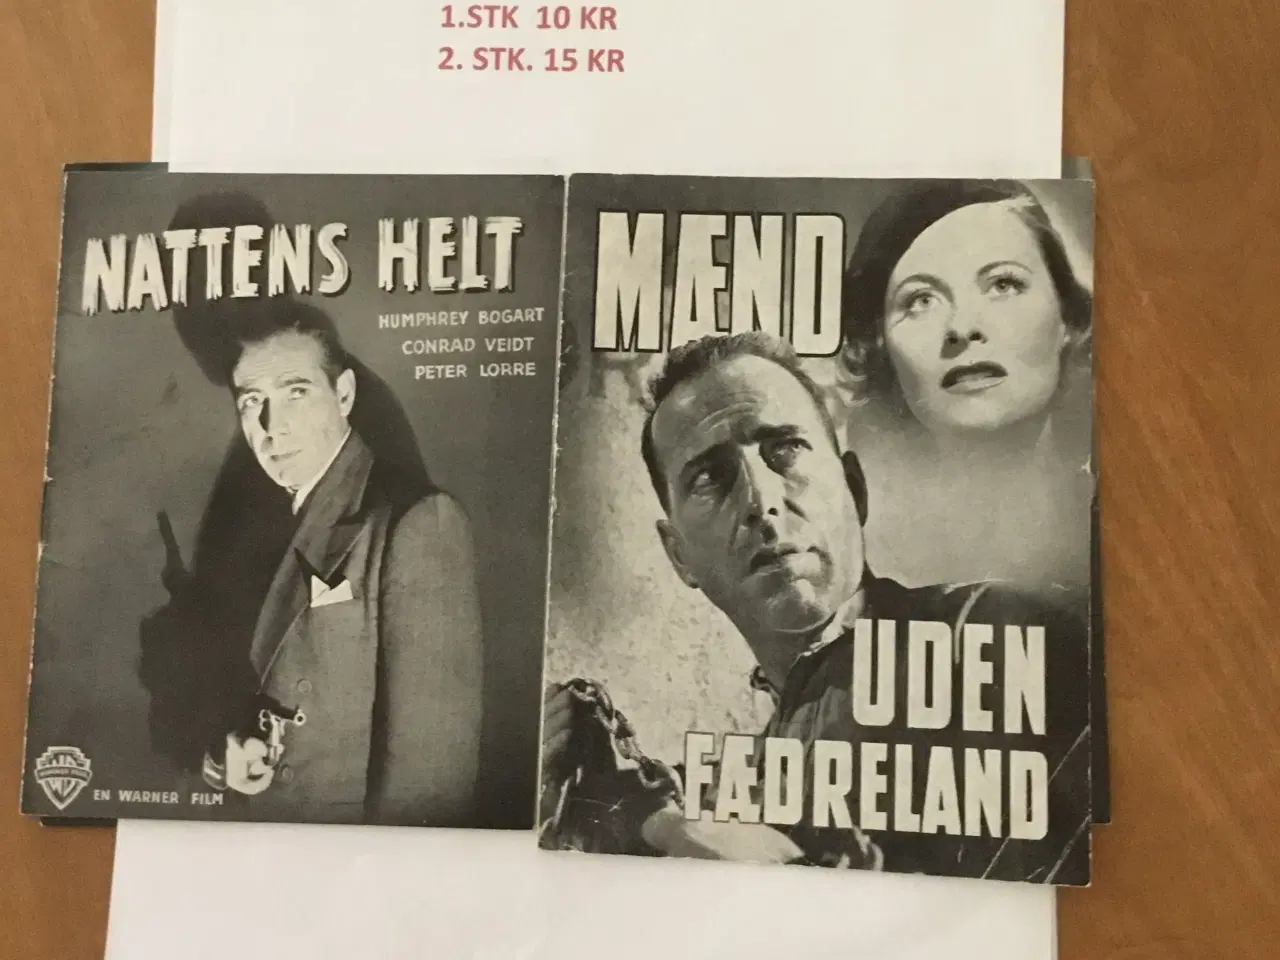 1.STK 10 KR
2. STK. 15 KR
NATTENS HELT
HUMPHREY BOGART
CONRAD VEIDT
PETER LORRE
EN WARNER FILM
MÆND
UDEN
FÆDRELAND